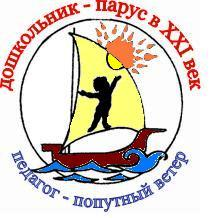 дошкольник - парус в XXI век
педагог - попутный ветер